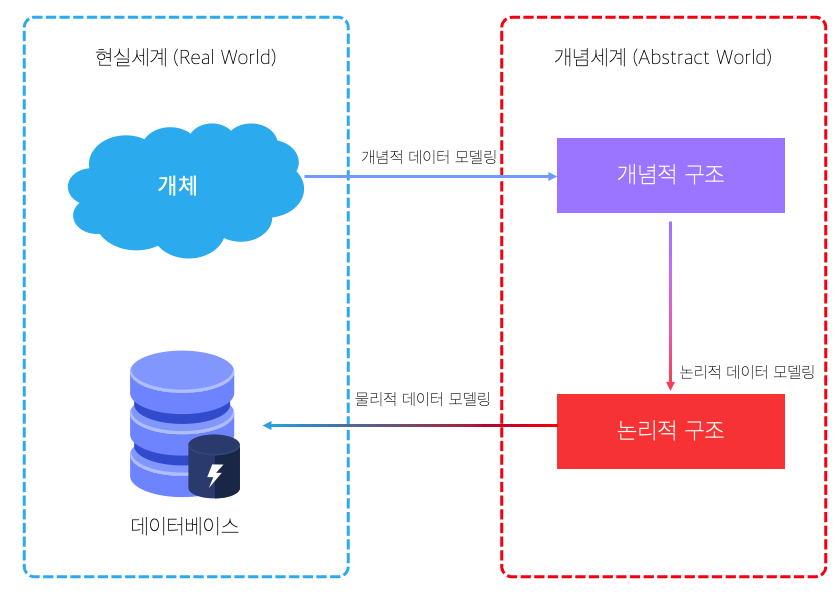 현실세계 (Real World)
개념세계 (Abstract World)
개체
개념적 데이터 모델링
개념적 구조
논리적 데이터 모델링
물리적 데이터 모델링
논리적 구조
데이터베이스